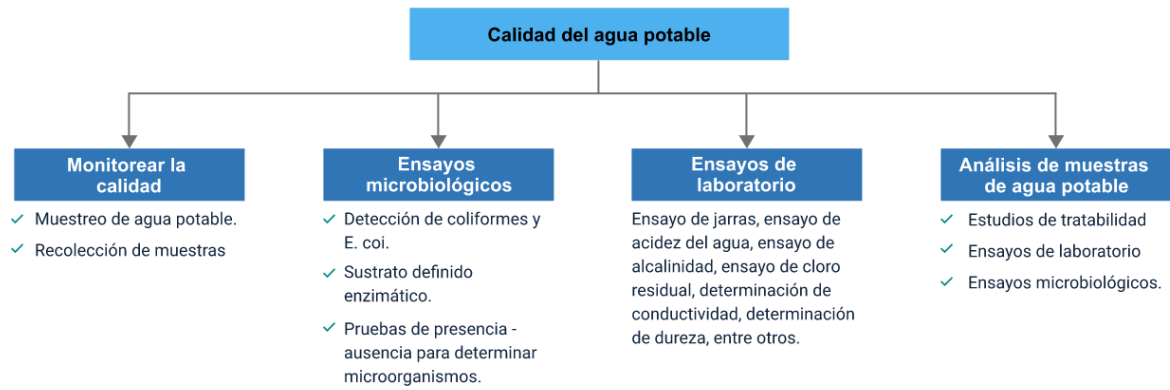 Calidad del agua potable
Monitorear la
calidad
Muestreo de agua potable.
Recolección de muestras
Ensayos
microbiológicos
Detección de coliformes y
E. coi.
Sustrato definido
enzimático.
Pruebas de presencia -
ausencia para determinar
microorganismos.
Ensayos de
laboratorio
Ensayo de jarras, ensayo de
acidez del agua, ensayo de
alcalinidad, ensayo de cloro
residual, determinación de
conductividad, determinación
de dureza, entre otros.
Análisis de muestras
de agua potable
Estudios de tratabilidad
Ensayos de laboratorio
Ensayos microbiológicos.